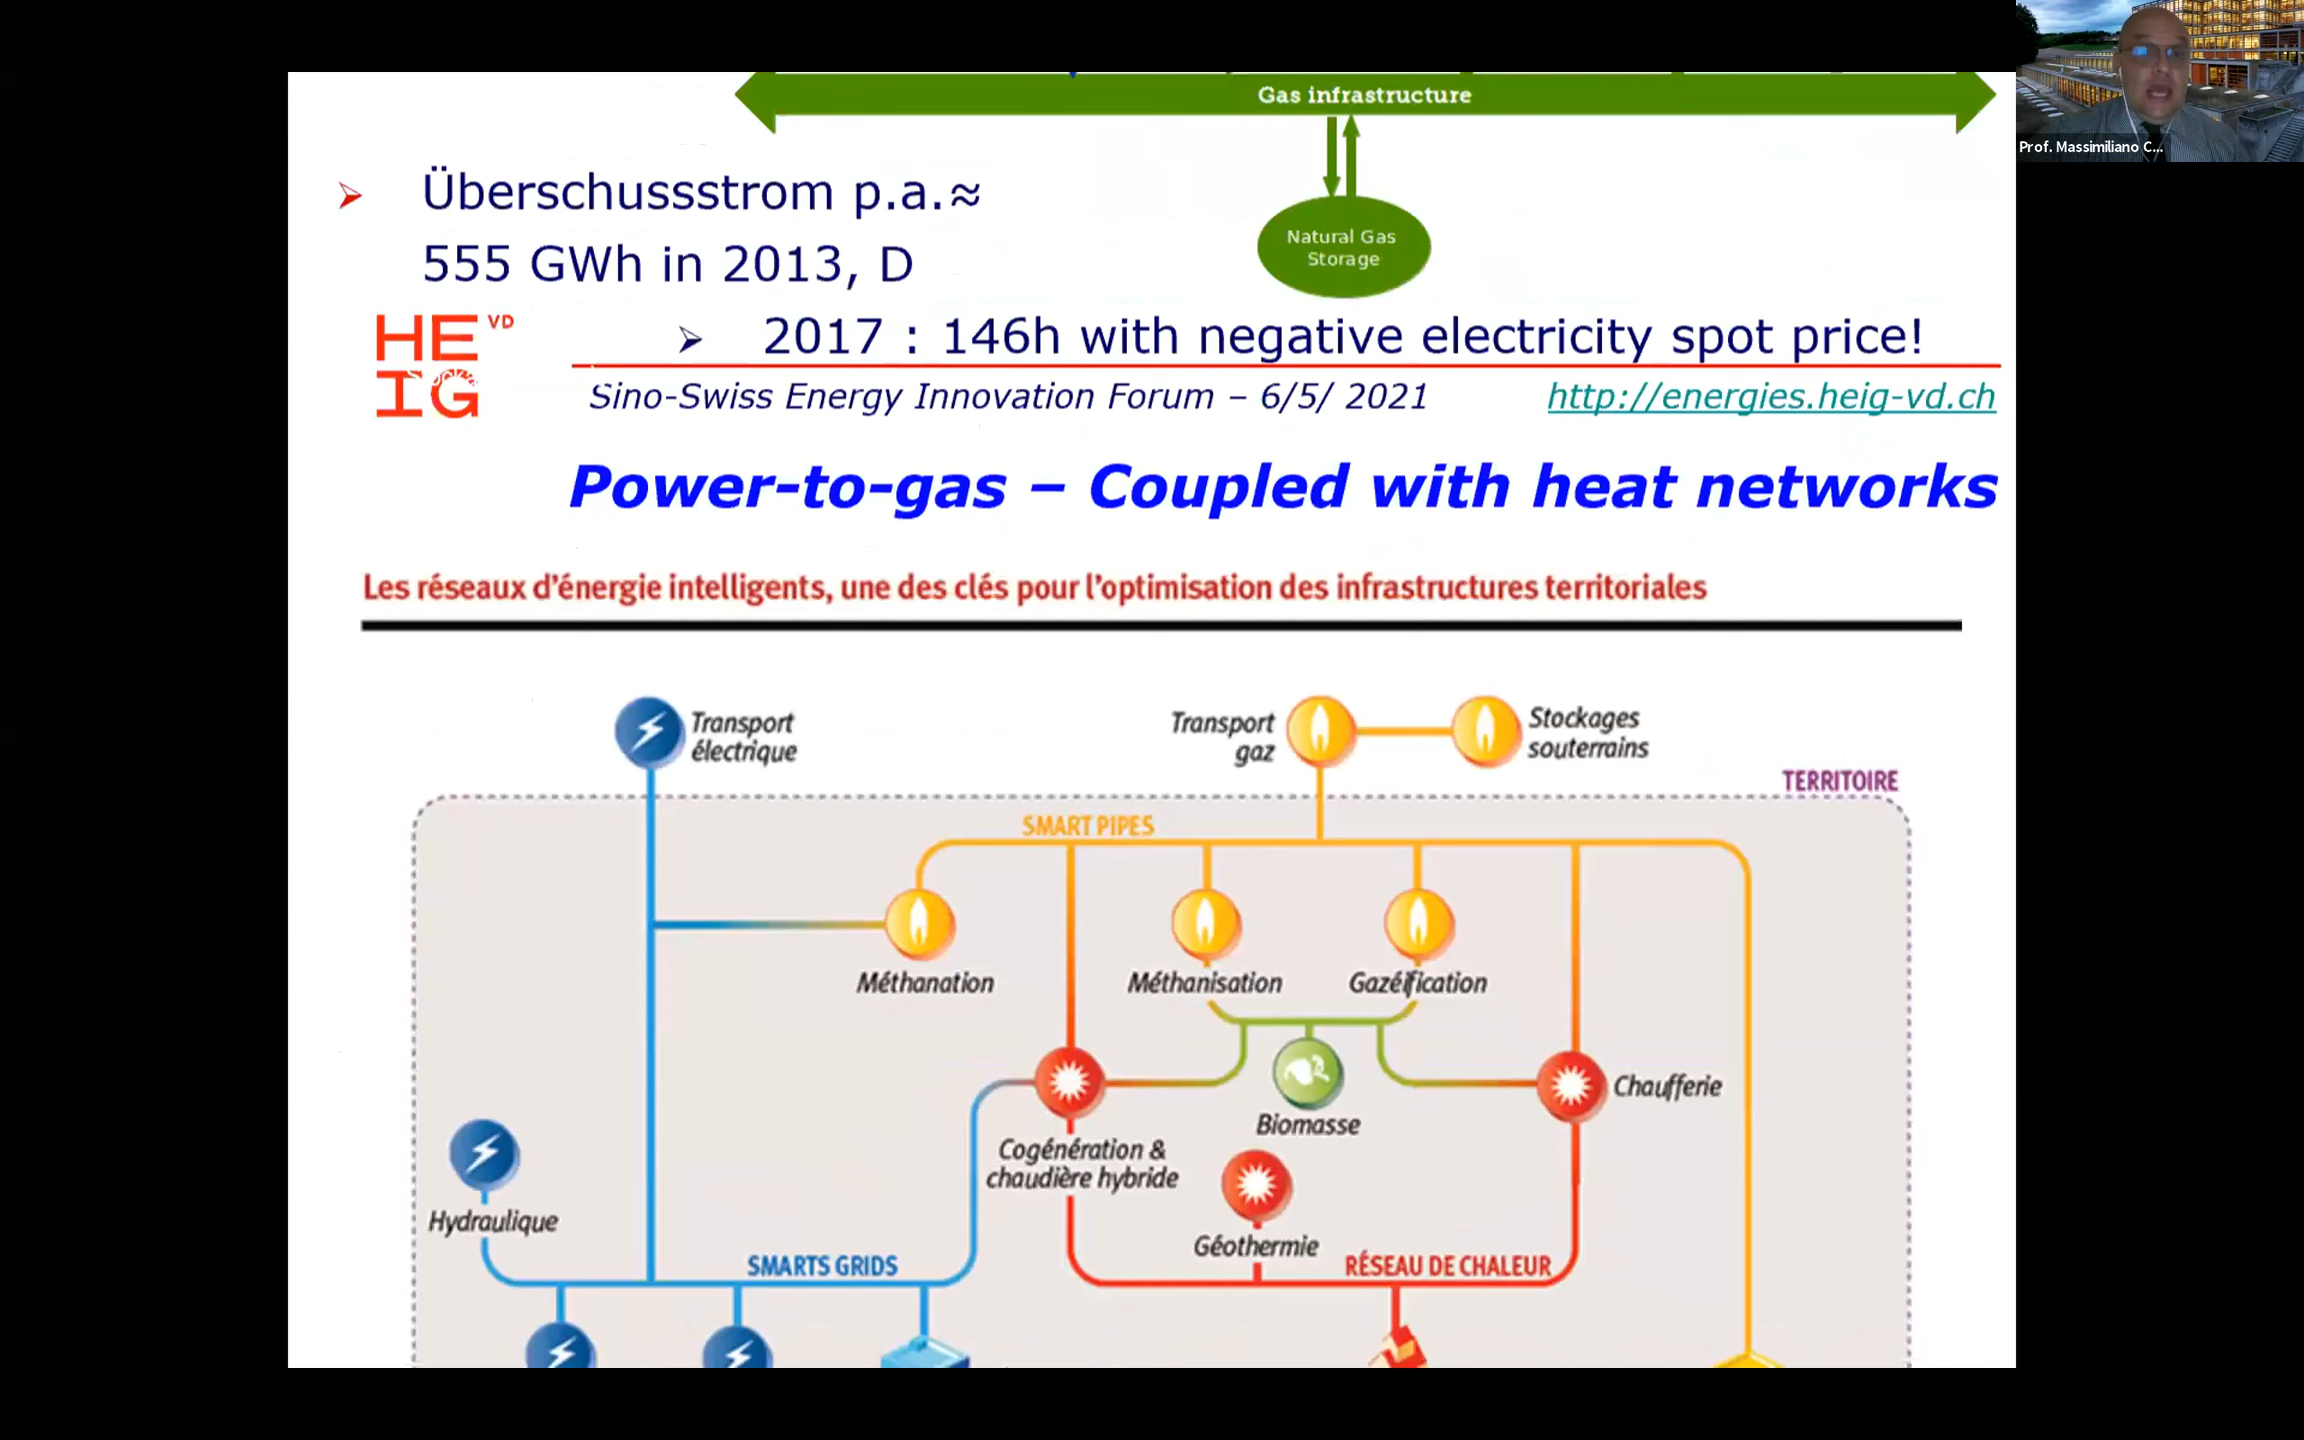 Gas infrastructure
Natural Gas
Storage
Prof. Massimiliano C...
Überschussstrom p.a.≈
555 GWh in 2013, D
2017 : 146h with negative electricity spot price!
HE VD
IG
Sino-Swiss Energy Innovation Forum – 6/5/ 2021
http://energies.heig-vd.ch
Power-to-gas – Coupled with heat networks
Les réseaux d'énergie intelligents, une des clés pour l'optimisation des infrastructures territoriales
Transport
électrique
Transport
gaz
Stockages
souterrains
TERRITOIRE
SMART PIPES
Méthanation
Méthanisation
Gazéification
Biomasse
Chaufferie
Cogénération &
chaudière hybride
Hydraulique
Géothermie
SMARTS GRIDS
RÉSEAU DE CHALEUR